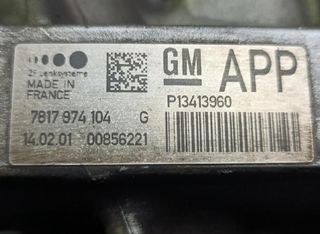 ZF Lenksysteme
MADE IN
FRANCE
GM APP
P13413960
7817 974 104 G
14.02.01 00856221